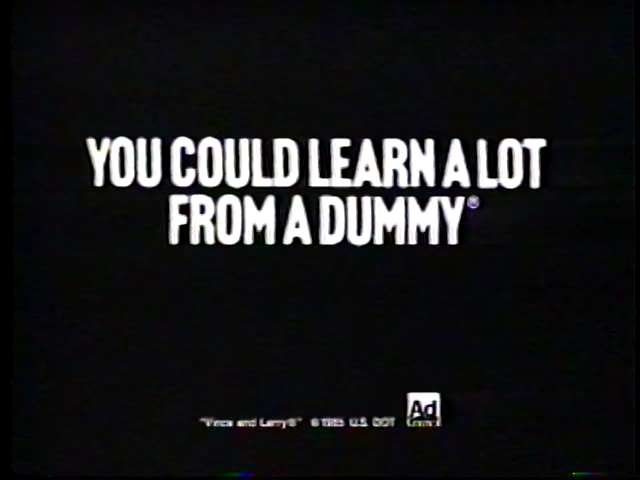 YOU COULD LEARN A LOT
FROM A DUMMY®
"Vince and Larry®" © 1985 U.S. DOT
Ad